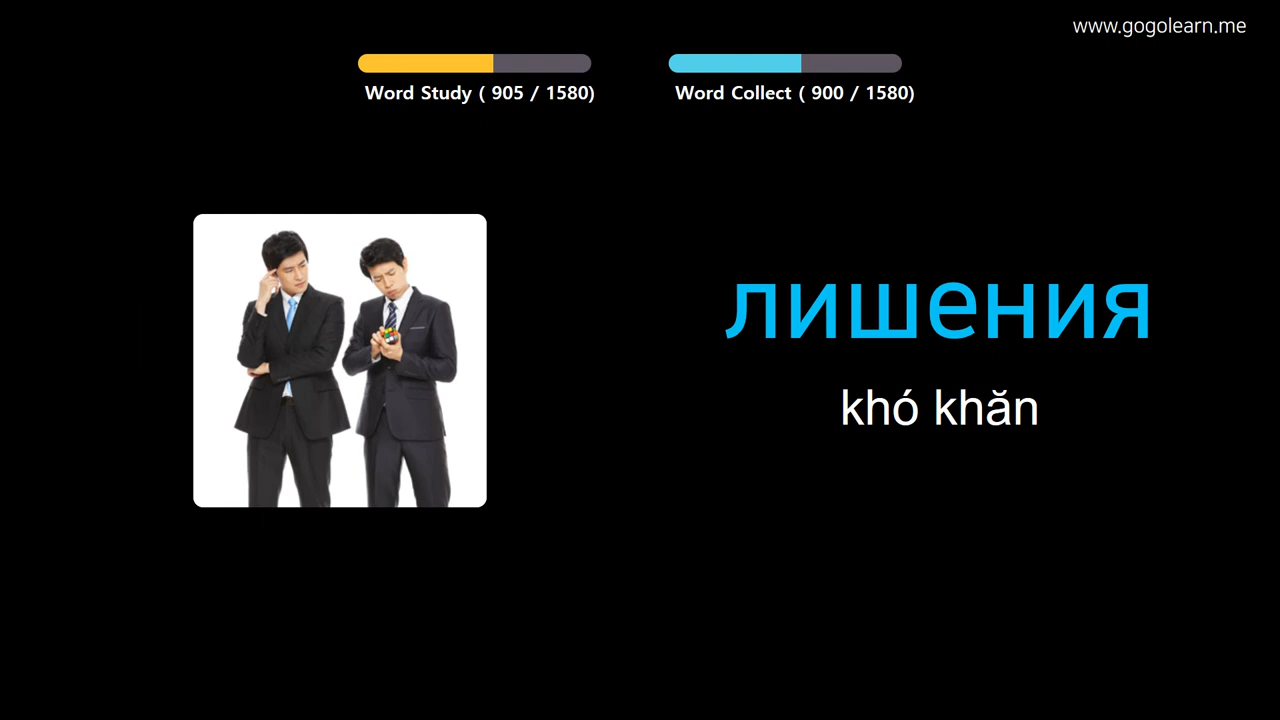 www.gogolearn.me
Word Study ( 905 / 1580)
Word Collect ( 900 / 1580)
лишения
khó khăn